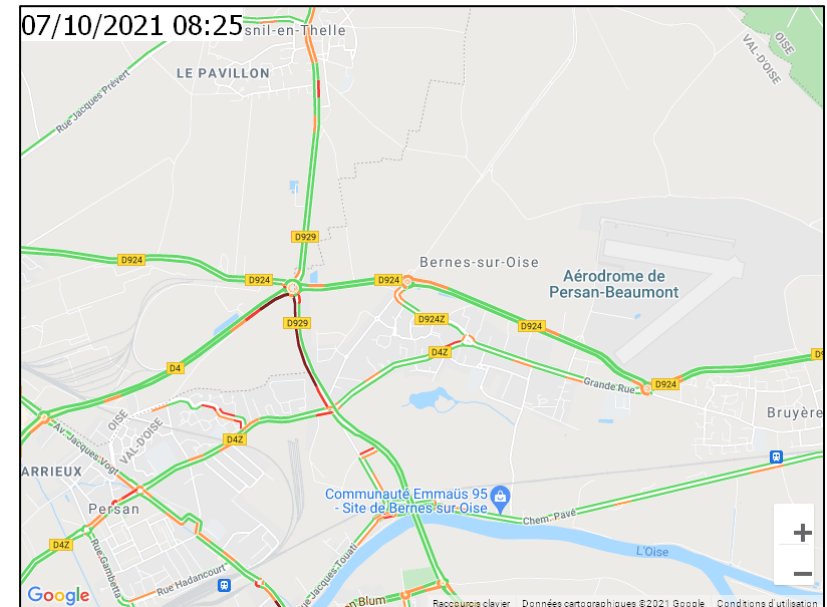 07/10/2021 08:25
snil-en-Thelle
OISE
VAL-D'OISE
LE PAVILLON
Rue Jacques Prévert
D929
D924
Bernes-sur-Oise
D924
D924
Aérodrome de
Persan-Beaumont
D929
D924Z
D924
D4Z
D4
Grande Rue
D924
Bruyère
OISE
VAL-D'OISE
D4Z
Av. Jacques Vogt
ARRIEUX
Communauté Emmaüs 95
- Site de Bernes sur Oise
Persan
Chem. Pavé
D4Z
Rue Gambetta
L'Oise
Rue Jacques Touati
Rue Hadancourt
Google
on Blum
+
−
Raccourcis clavier
Données cartographiques ©2021 Google
Conditions d'utilisation